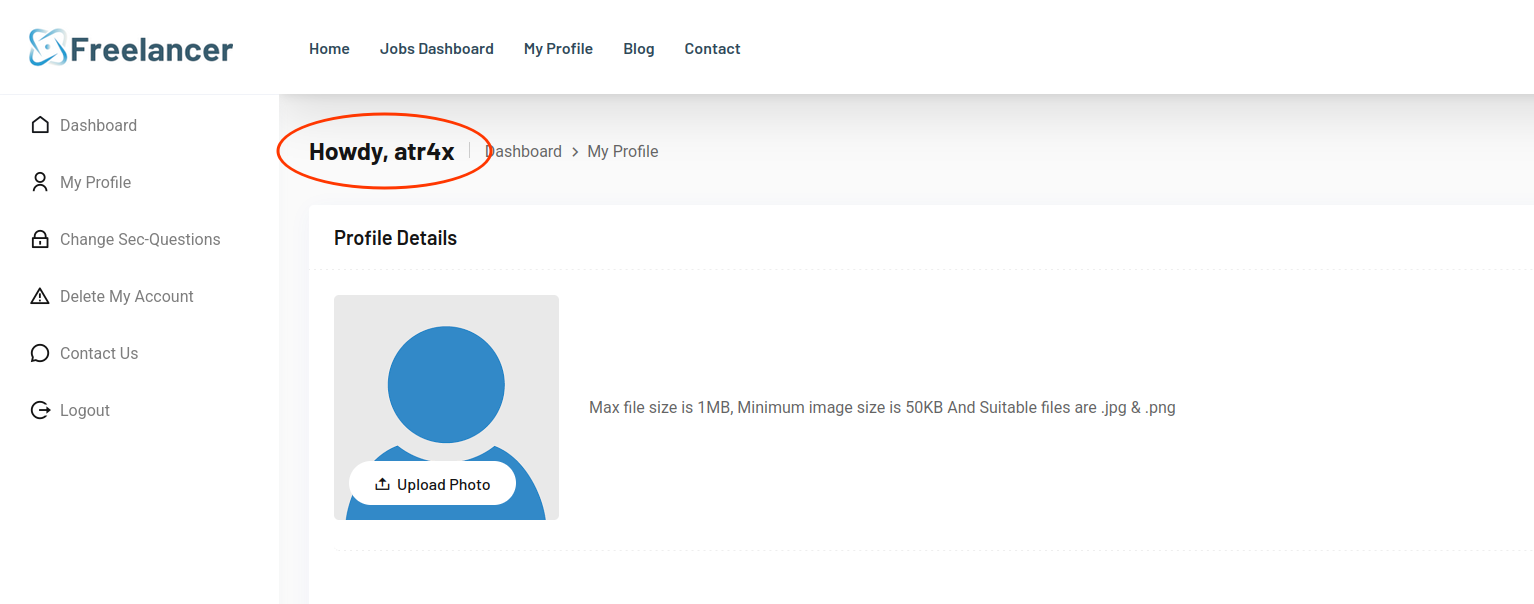 Freelancer
Home Jobs Dashboard My Profile Blog Contact
Dashboard
My Profile
Change Sec-Questions
Delete My Account
Contact Us
Logout
Howdy, atr4x Dashboard > My Profile
Profile Details
Max file size is 1MB, Minimum image size is 50KB And Suitable files are .jpg & .png
Upload Photo